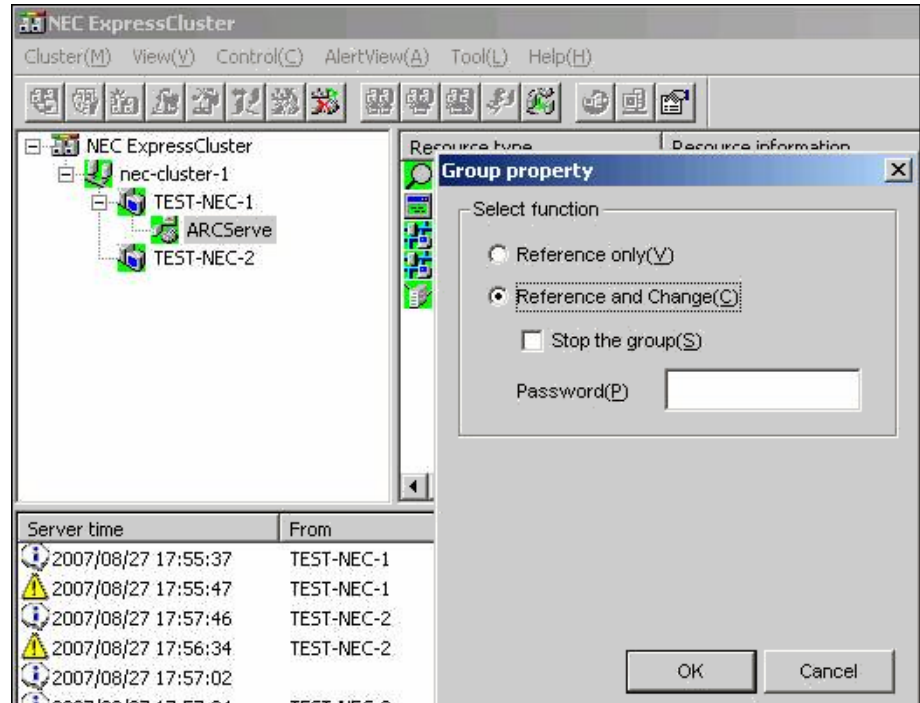 NEC ExpressCluster
Cluster(M) View(V) Control(C) AlertView(A) Tool(L) Help(H)
NEC ExpressCluster
nec-cluster-1
TEST-NEC-1
ARCServe
TEST-NEC-2
Resource type Resource information
Group property
Select function
Reference only(V)
Reference and Change(C)
Stop the group(S)
Password(P)
OK Cancel
Server time From
2007/08/27 17:55:37 TEST-NEC-1
2007/08/27 17:55:47 TEST-NEC-1
2007/08/27 17:57:46 TEST-NEC-2
2007/08/27 17:56:34 TEST-NEC-2
2007/08/27 17:57:02